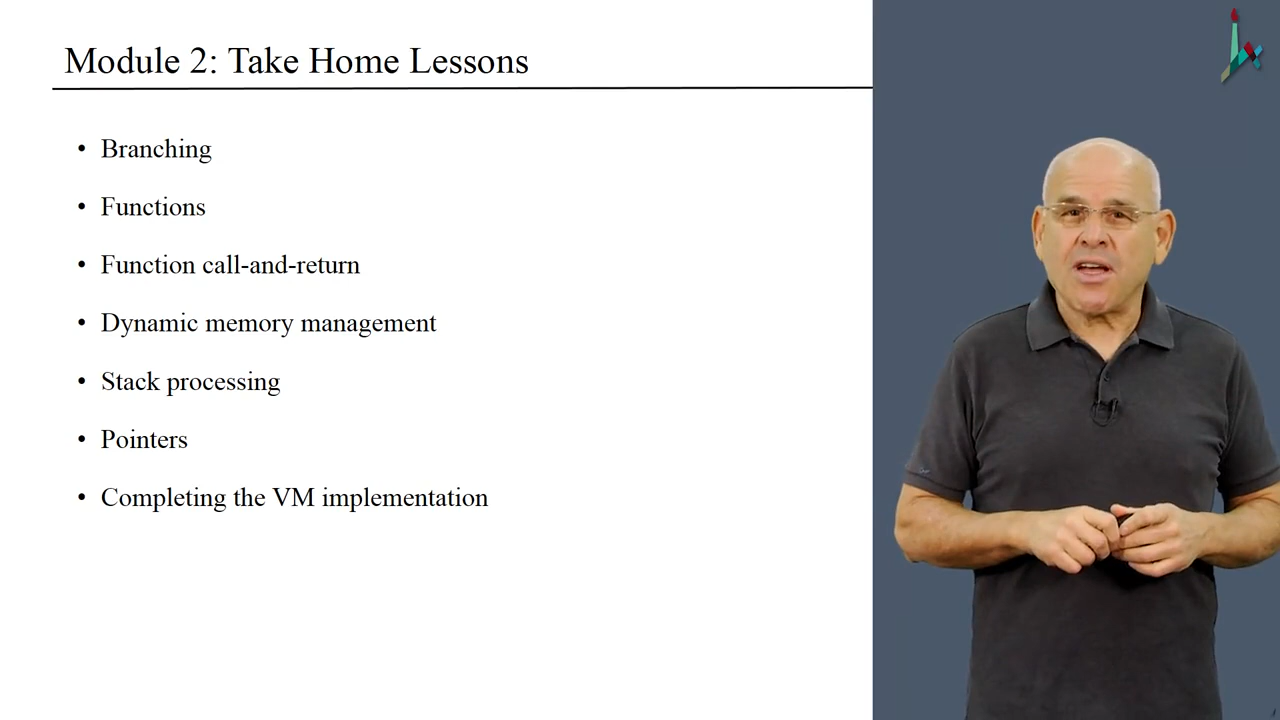 Module 2: Take Home Lessons
• Branching
• Functions
• Function call-and-return
• Dynamic memory management
• Stack processing
• Pointers
• Completing the VM implementation